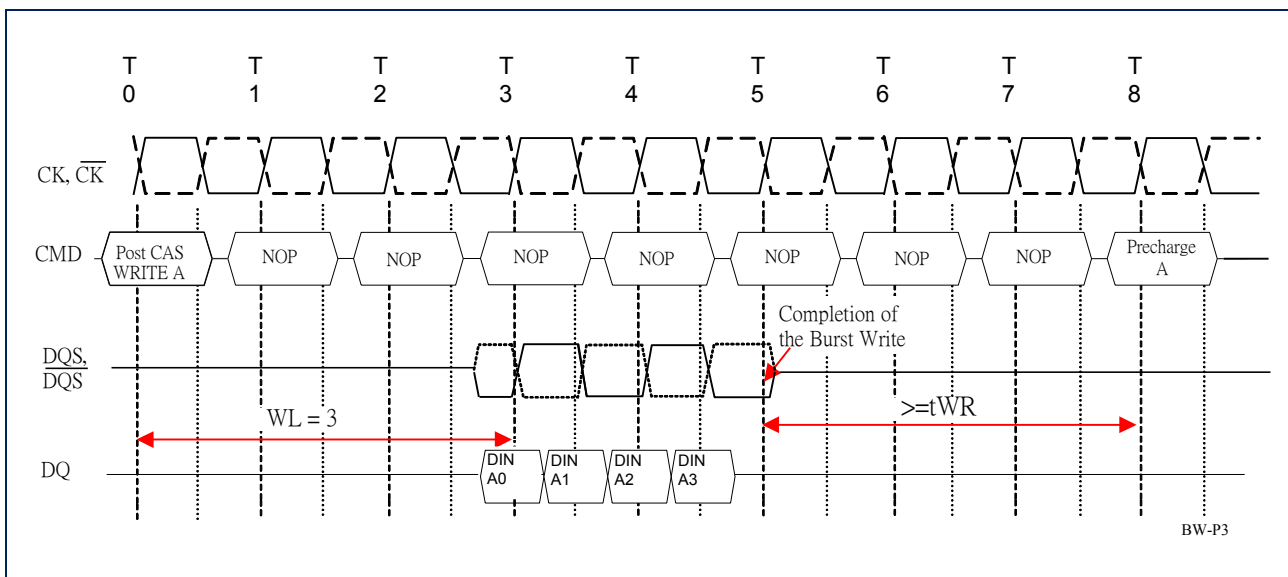 T T T T T T T T T
0 1 2 3 4 5 6 7 8
CK, C̅K̅
CMD
Post CAS
WRITE A
NOP
NOP
NOP
NOP
NOP
NOP
NOP
Precharge
A
Completion of
the Burst Write
DQS,
D̅Q̅S̅
WL = 3
>=tWR
DQ
DIN
A0
DIN
A1
DIN
A2
DIN
A3
BW-P3